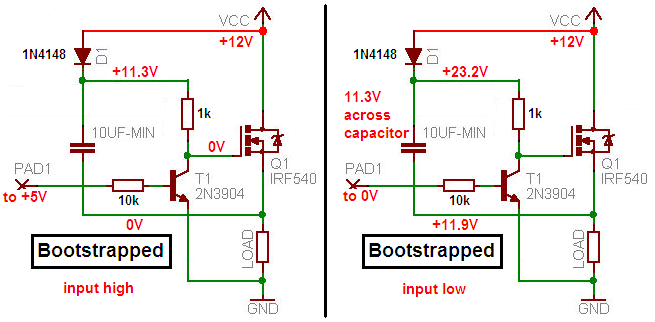 VCC
+12V
1N4148
D1
+11.3V
1k
10UF-MIN
0V
PAD1
Q1
IRF540
to +5V
T1
2N3904
10k
0V
Bootstrapped
LOAD
input high
GND
VCC
+12V
1N4148
D1
+23.2V
11.3V
across
capacitor
1k
10UF-MIN
PAD1
Q1
IRF540
to 0V
T1
2N3904
10k
+11.9V
Bootstrapped
LOAD
input low
GND